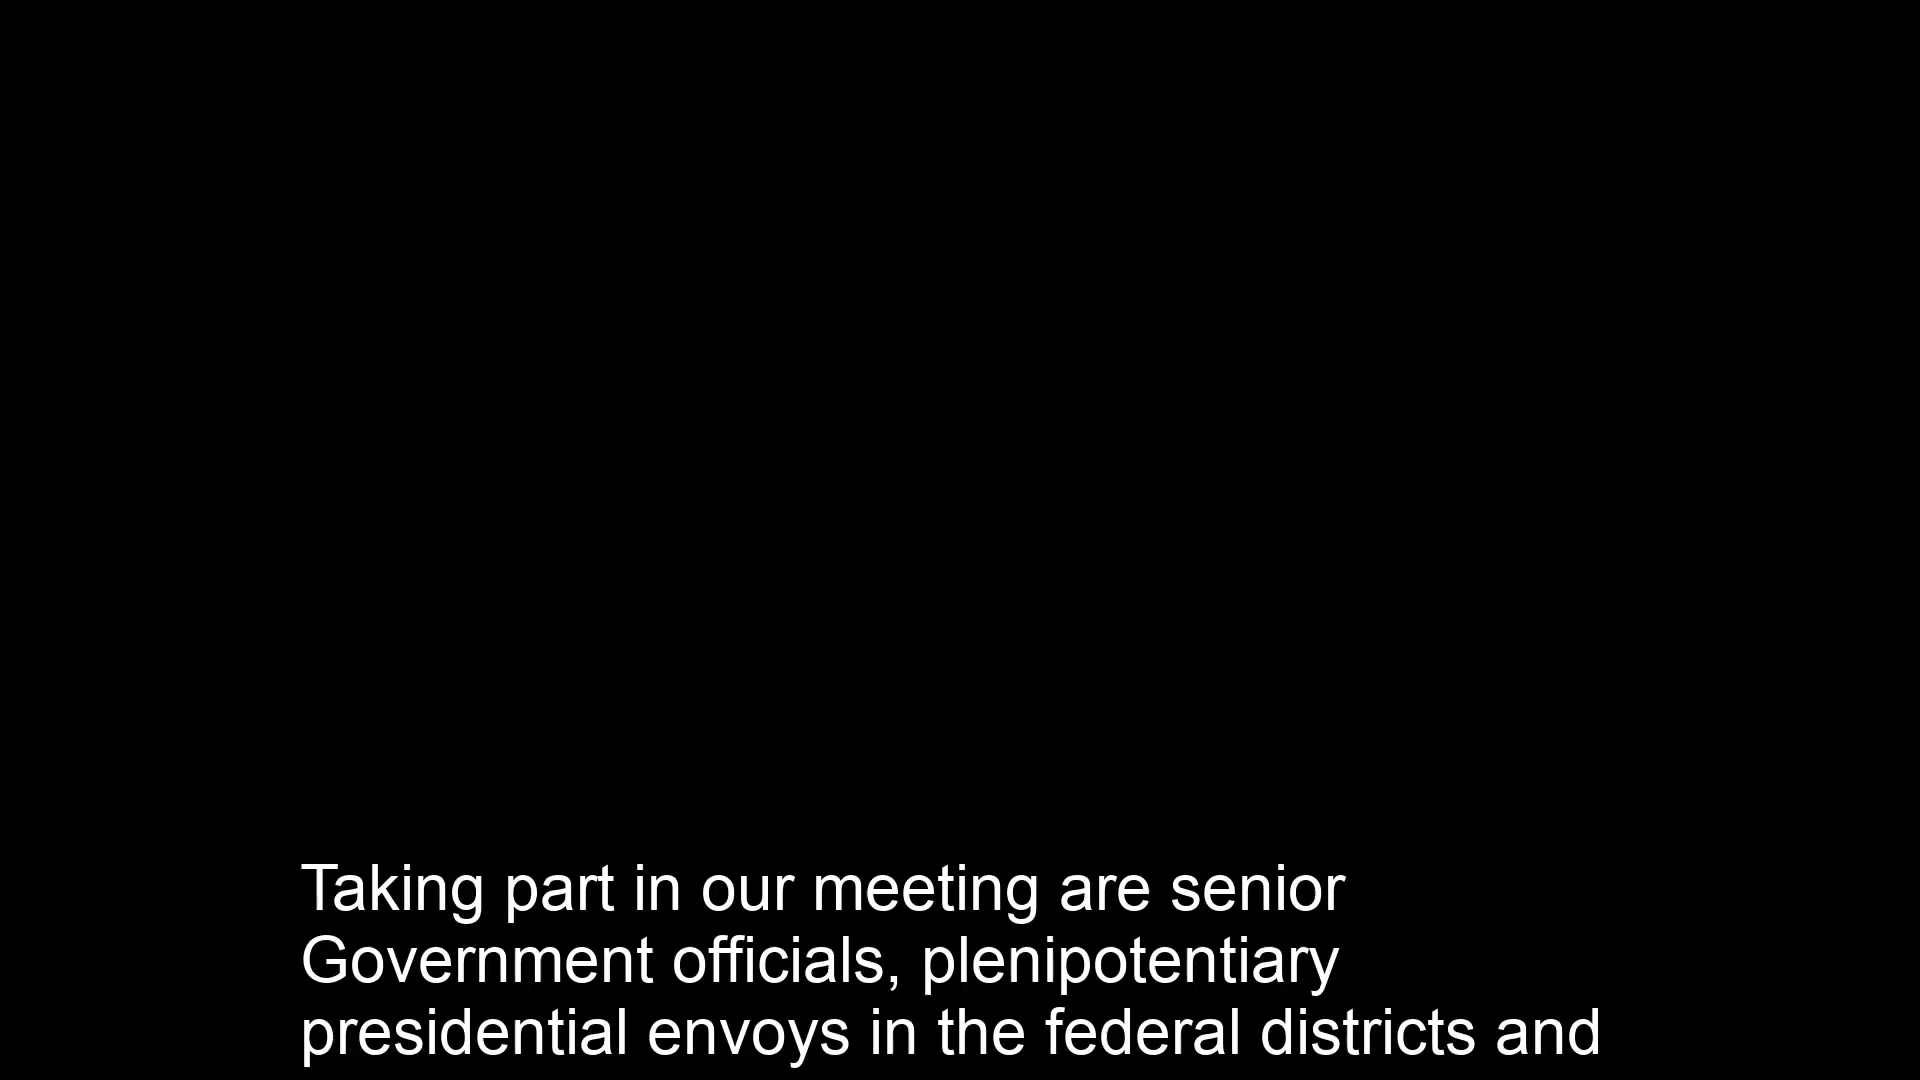 Taking part in our meeting are senior
Government officials, plenipotentiary
presidential envoys in the federal districts and